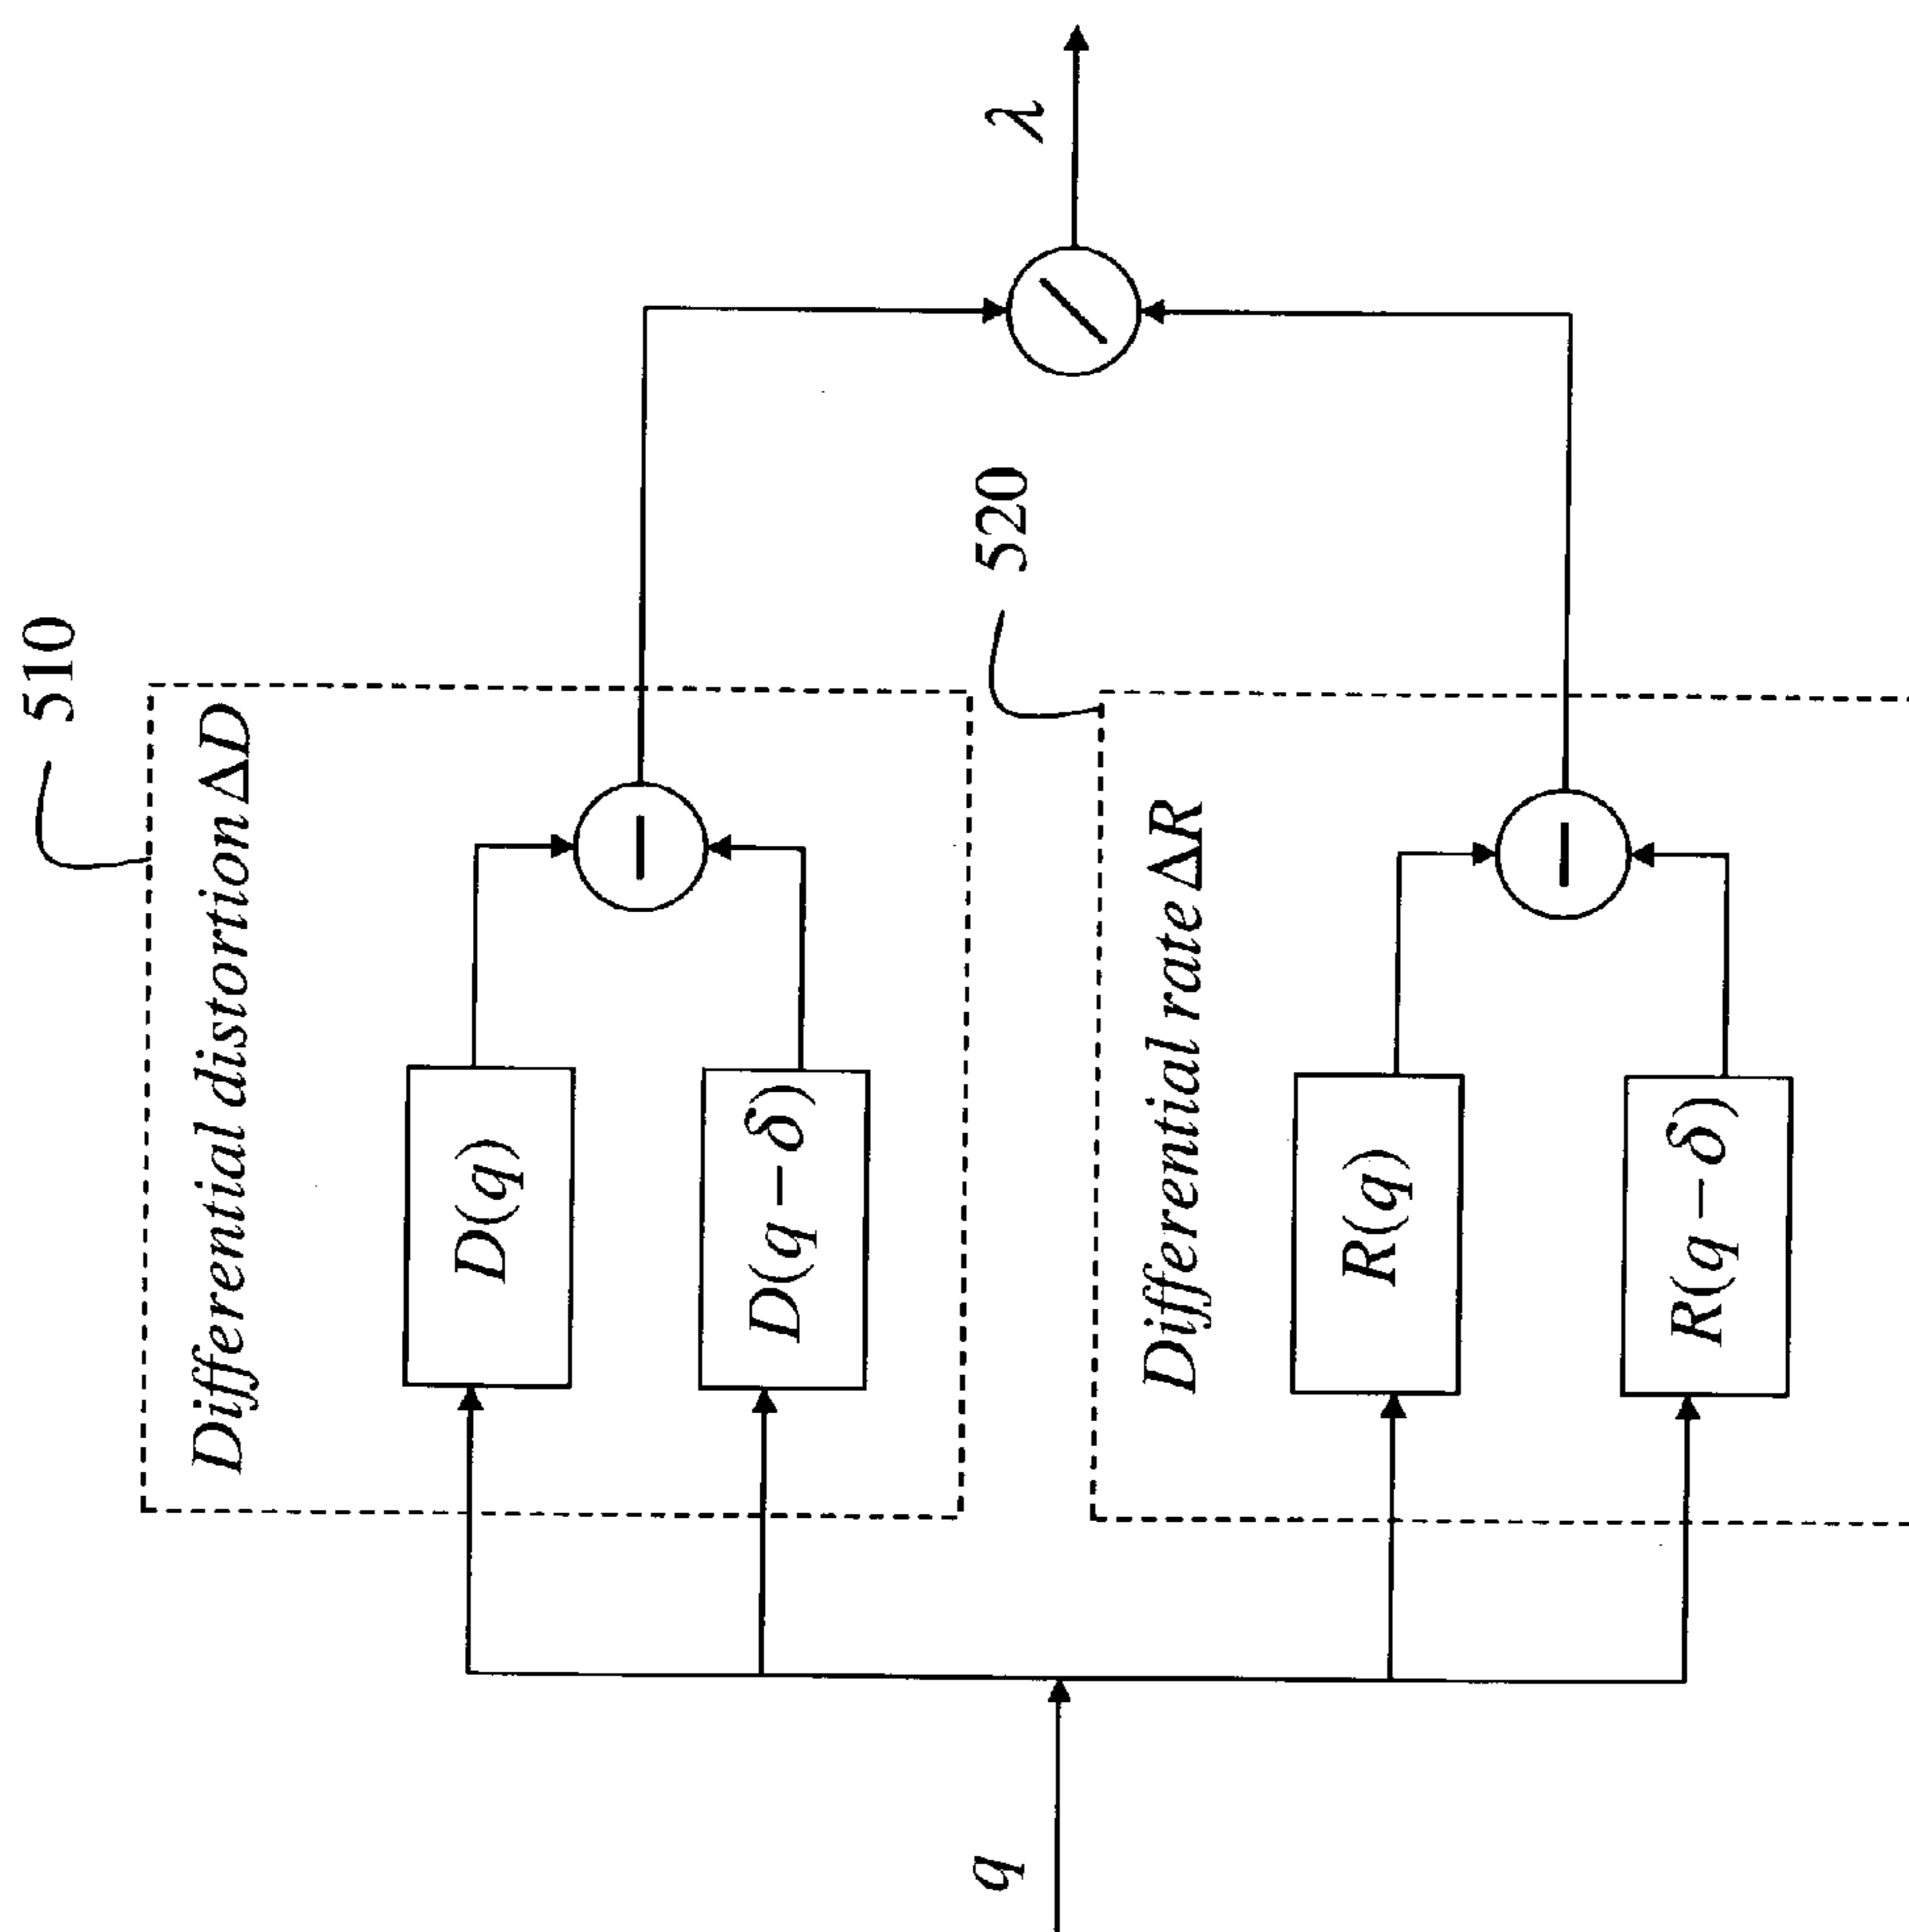 510
Differential distortion ΔD
D(q)
D(q − δ)
−
q
/
λ
520
Differential rate ΔR
R(q)
R(q − δ)
−